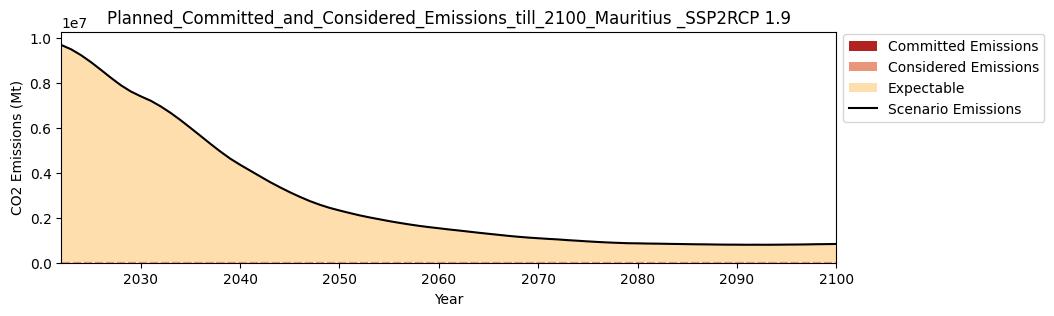 Planned_Committed_and_Considered_Emissions_till_2100_Mauritius _SSP2RCP 1.9
1e7
1.0
0.8
0.6
0.4
0.2
0.0
CO2 Emissions (Mt)
2030 2040 2050 2060 2070 2080 2090 2100
Year
Committed Emissions
Considered Emissions
Expectable
Scenario Emissions